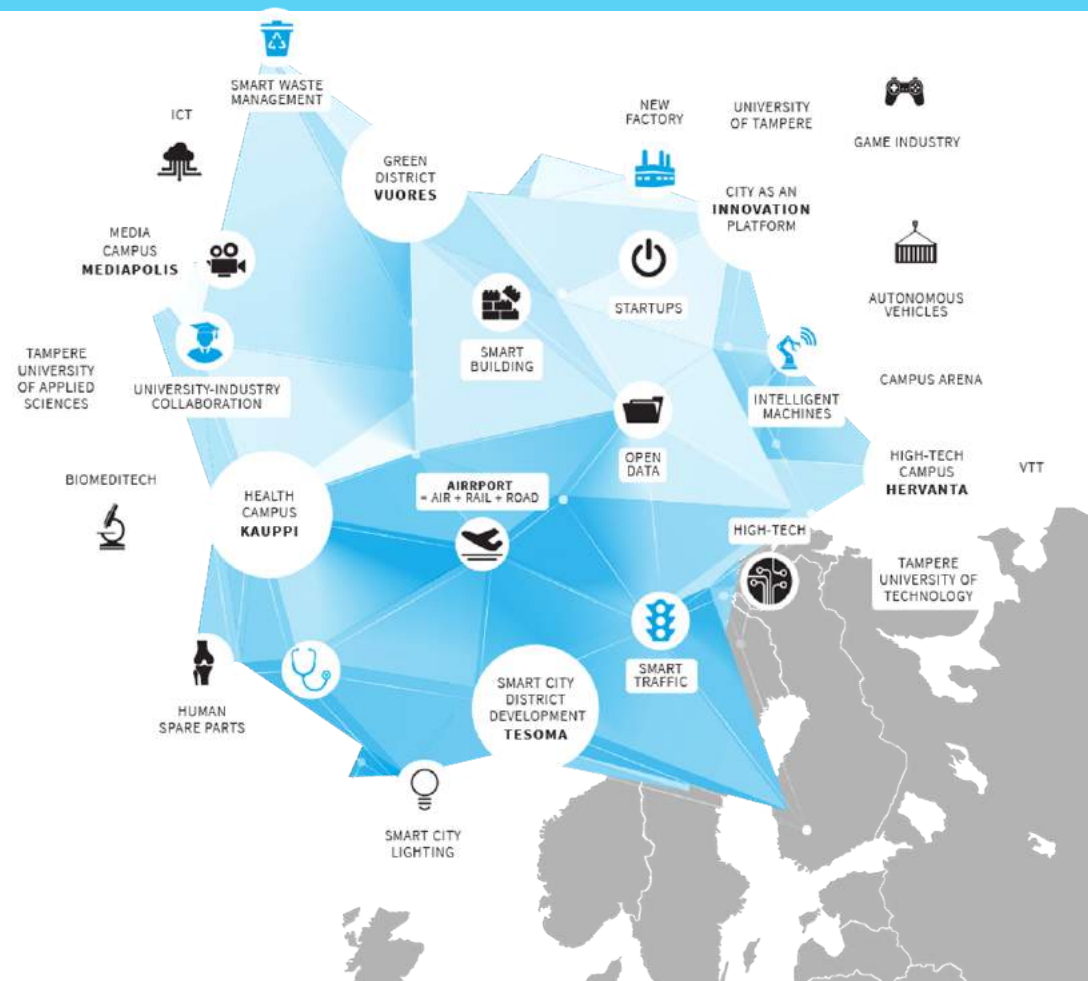 SMART WASTE
MANAGEMENT
ICT
NEW
FACTORY
UNIVERSITY
OF TAMPERE
GAME INDUSTRY
GREEN
DISTRICT
VUORES
CITY AS AN
INNOVATION
PLATFORM
MEDIA
CAMPUS
MEDIAPOLIS
STARTUPS
AUTONOMOUS
VEHICLES
SMART
BUILDING
TAMPERE
UNIVERSITY
OF APPLIED
SCIENCES
UNIVERSITY-INDUSTRY
COLLABORATION
INTELLIGENT
MACHINES
CAMPUS ARENA
OPEN
DATA
HIGH-TECH
CAMPUS
HERVANTA
VTT
BIOMEDITECH
HEALTH
CAMPUS
KAUPPI
AIRRPORT
= AIR + RAIL + ROAD
HIGH-TECH
TAMPERE
UNIVERSITY OF
TECHNOLOGY
SMART
TRAFFIC
HUMAN
SPARE PARTS
SMART CITY
DISTRICT
DEVELOPMENT
TESOMA
SMART CITY
LIGHTING